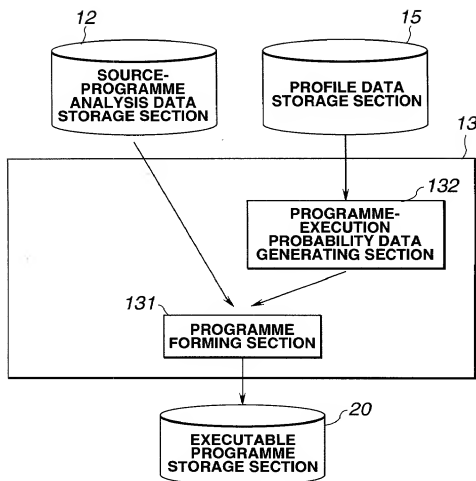 12
15
SOURCE-
PROGRAMME
ANALYSIS DATA
STORAGE SECTION
PROFILE DATA
STORAGE SECTION
13
132
PROGRAMME-
EXECUTION
PROBABILITY DATA
GENERATING SECTION
131
PROGRAMME
FORMING SECTION
20
EXECUTABLE
PROGRAMME
STORAGE SECTION